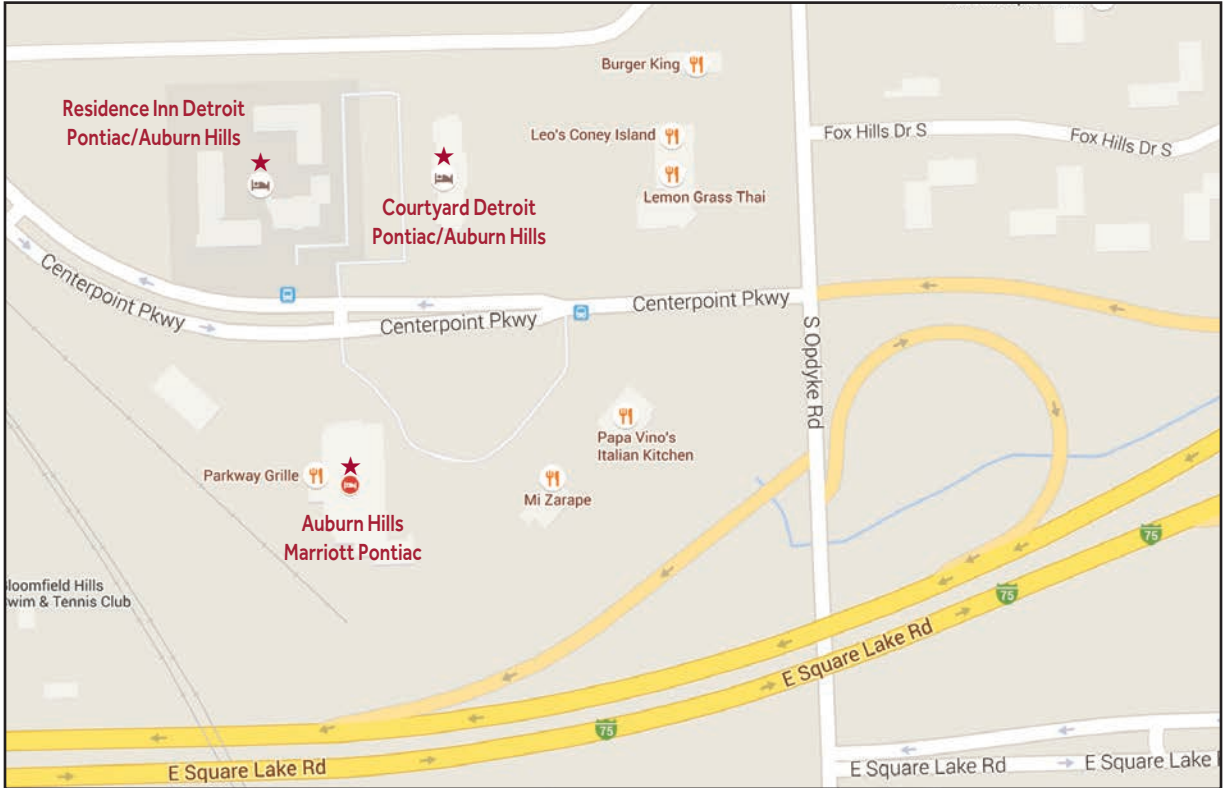 Burger King
Residence Inn Detroit
Pontiac/Auburn Hills
Leo's Coney Island
Fox Hills Dr S
Fox Hills Dr S
Lemon Grass Thai
Courtyard Detroit
Pontiac/Auburn Hills
Centerpoint Pkwy
Centerpoint Pkwy
Centerpoint Pkwy
S Opdyke Rd
Papa Vino's
Italian Kitchen
Parkway Grille
Mi Zarape
Auburn Hills
Marriott Pontiac
75
75
loomfield Hills
wim & Tennis Club
E Square Lake Rd
75
E Square Lake Rd
E Square Lake Rd
E Square Lake